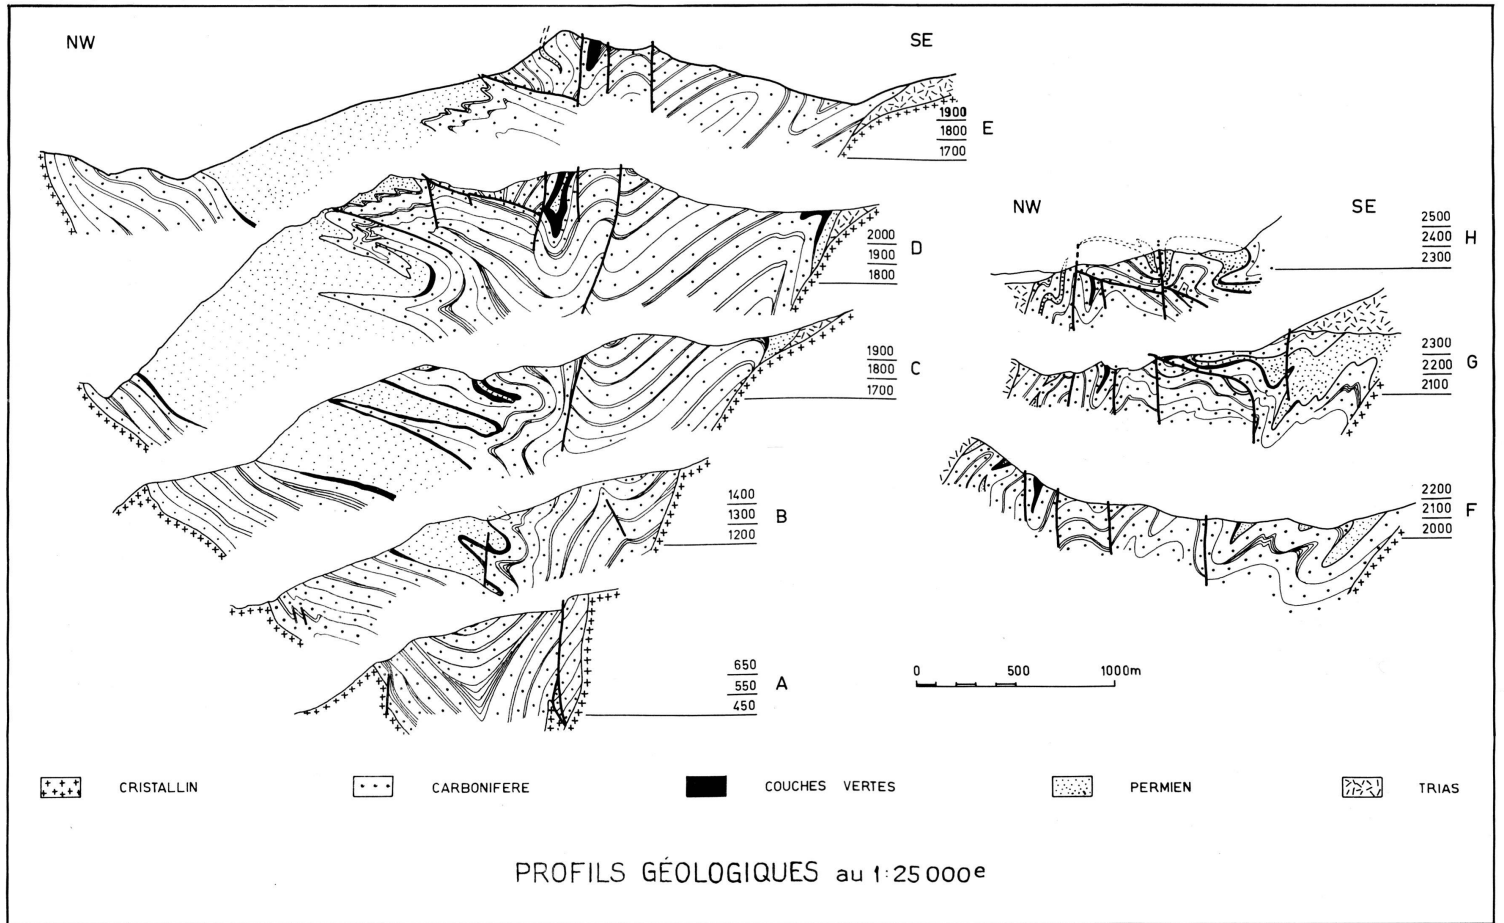 NW
SE
1900
1800
1700
E
2000
1900
1800
D
1900
1800
1700
C
1400
1300
1200
B
650
550
450
A
NW
SE
2500
2400
2300
H
2300
2200
2100
G
2200
2100
2000
F
0 500 1000m
CRISTALLIN
CARBONIFERE
COUCHES VERTES
PERMIEN
TRIAS
PROFILS GÉOLOGIQUES au 1:25000e